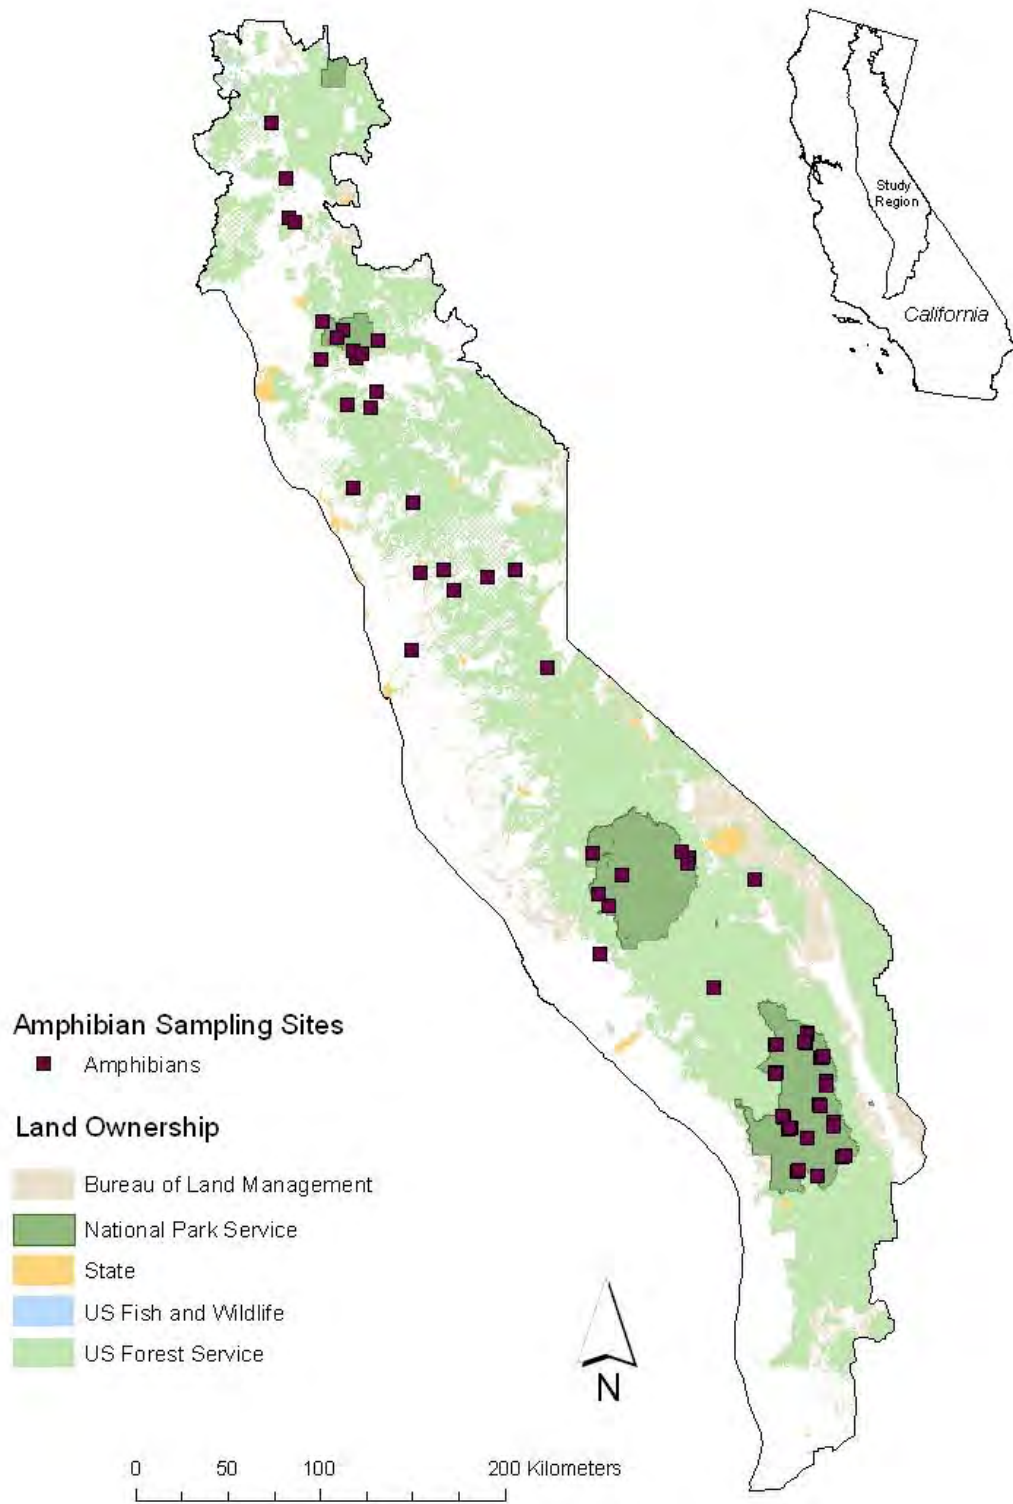 Study
Region
California
Amphibian Sampling Sites
Amphibians
Land Ownership
Bureau of Land Management
National Park Service
State
US Fish and Wildlife
US Forest Service
N
0 50 100 200 Kilometers